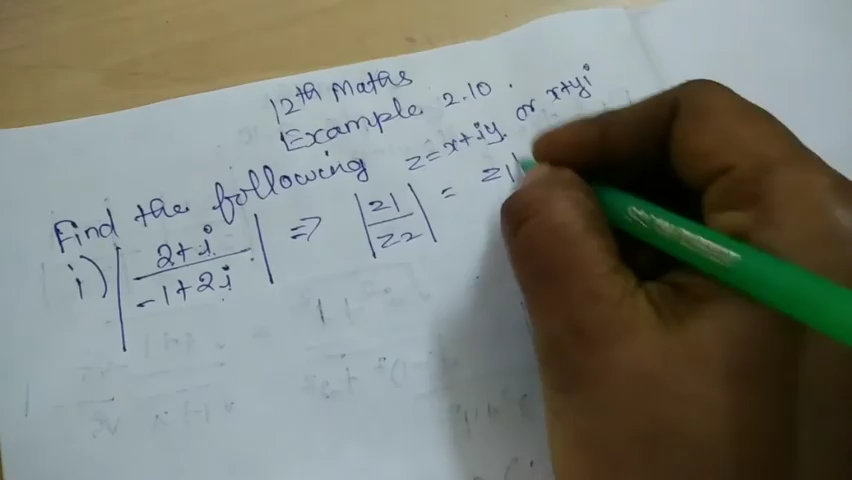 12th Maths
Example 2.10.
Find the following z=x+iy or x+yi
i) |2+i/-1+2i| => |z1/z2| = z1|